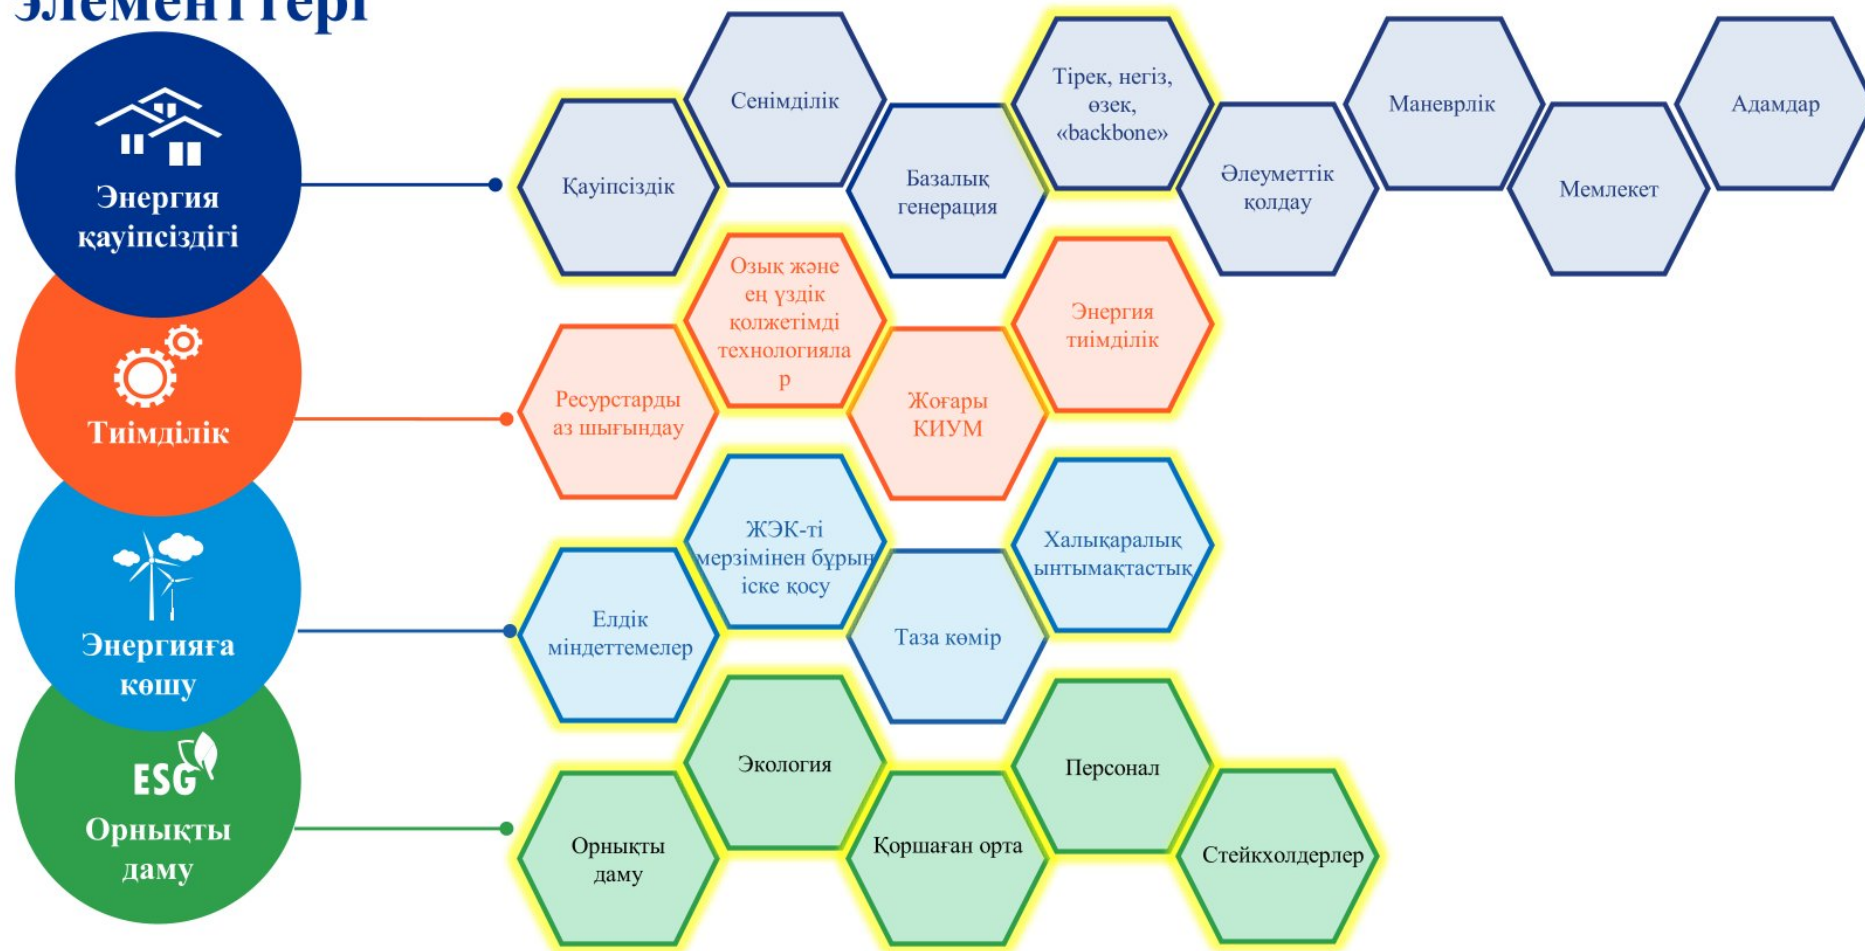 элементтері
Энергия
қауіпсіздігі
Қауіпсіздік
Сенімділік
Базалық
генерация
Тірек, негіз,
өзек,
«backbone»
Әлеуметтік
қолдау
Маневрлік
Мемлекет
Адамдар
Тиімділік
Ресурстарды
аз шығындау
Озық және
ең үздік
қолжетімді
технологияла
р
Жоғары
КИУМ
Энергия
тиімділік
Энергияға
көшу
Елдік
міндеттемелер
ЖЭК-ті
мерзімінен бұрын
іске қосу
Таза көмір
Халықаралық
ынтымақтастық
ESG
Орнықты
даму
Орнықты
даму
Экология
Қоршаған орта
Персонал
Стейкхолдерлер